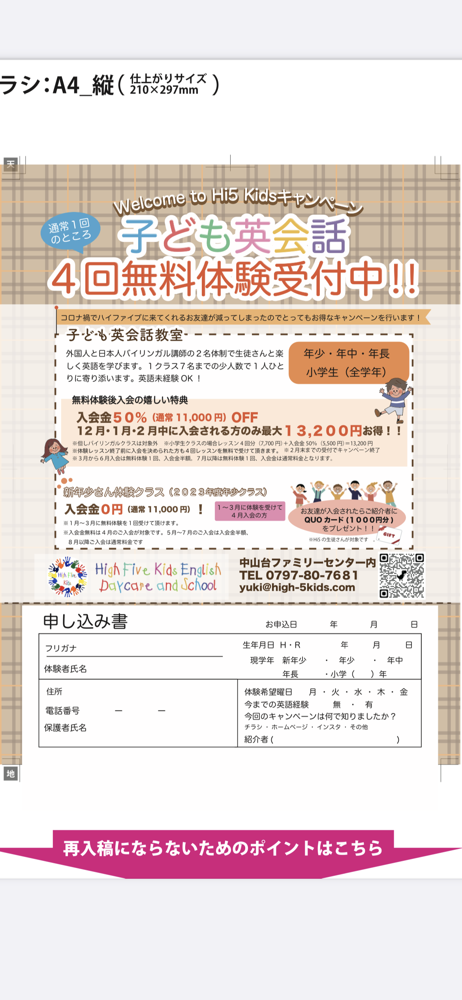 ラシ：A4_縦（仕上がりサイズ 210×297mm）
天
Welcome to Hi5 Kidsキャンペーン
通常１回
のところ
子ども英会話
４回無料体験受付中!!
コロナ禍でハイファイブに来てくれるお友達が減ってしまったのでとってもお得なキャンペーンを行います！
子ども英会話教室
外国人と日本人バイリンガル講師の２名体制で生徒さんと楽
しく英語を学びます。１クラス７名までの少人数で１人ひと
りに寄り添います。英語未経験 OK ！
年少・年中・年長
小学生（全学年）
無料体験後入会の嬉しい特典
入会金５０％（通常 11,000 円）OFF
１２月・１月・２月中に入会される方のみ最大１３,２００円お得！！
※但しバイリンガルクラスは対象外　※小学生クラスの場合レッスン４回分（7,700 円）＋入会金 50％（5,500 円）＝13,200 円
※体験レッスン終了前に入会を決められた方も４回レッスンを無料で受けて頂きます。　※２月末までの受付でキャンペーン終了
※３月から６月入会は無料体験１回、入会金半額。７月以降は無料体験１回、入会金は通常料金となります。
新年少さん体験クラス（２０２３年度年少クラス）
入会金０円（通常 11,000 円）！
１～３月に体験を受けて
４月入会の方
※１月～３月に無料体験を１回受けて頂けます。
※入会金無料は４月のご入会が対象です。５月～７月のご入会は入会金半額、
８月以降ご入会は通常料金です
お友達が入会されたらご紹介者に
QUO カード（１０００円分）
をプレゼント！！
GIFT
※Hi5 の生徒さんが対象です　。
High Five
Kids
High Five Kids English
Daycare and School
中山台ファミリーセンター内
TEL 0797-80-7681
yuki@high-5kids.com
申し込み書
お申込日　年　月　日
フリガナ
体験者氏名
生年月日 H・R　年　月　日
現学年　新年少　・　年少　・　年中
年長　・小学（　）年
住所
電話番号　ー　ー
保護者氏名
体験希望曜日　月 ・ 火 ・ 水 ・ 木 ・ 金
今までの英語経験　無　・　有
今回のキャンペーンは何で知りましたか？
チラシ ・ ホームページ ・ インスタ ・ その他
紹介者（　）
地
再入稿にならないためのポイントはこちら